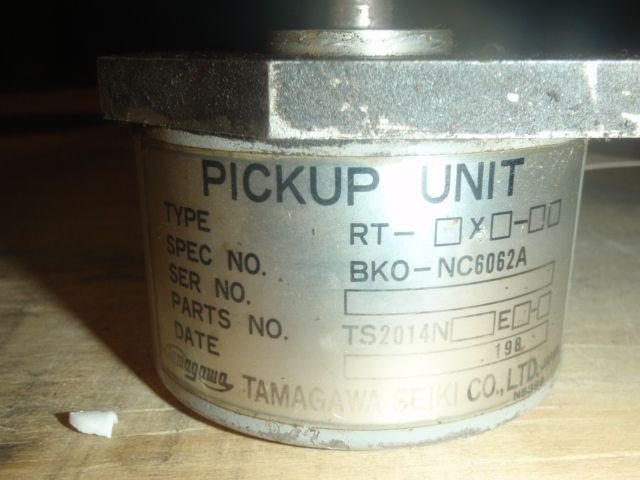 PICKUP UNIT
TYPE RT-□X□-□□
SPEC NO. BKO-NC6062A
SER NO.
PARTS NO. TS2014N□E□-□
DATE 198
Tamagawa TAMAGAWA SEIKI CO., LTD.